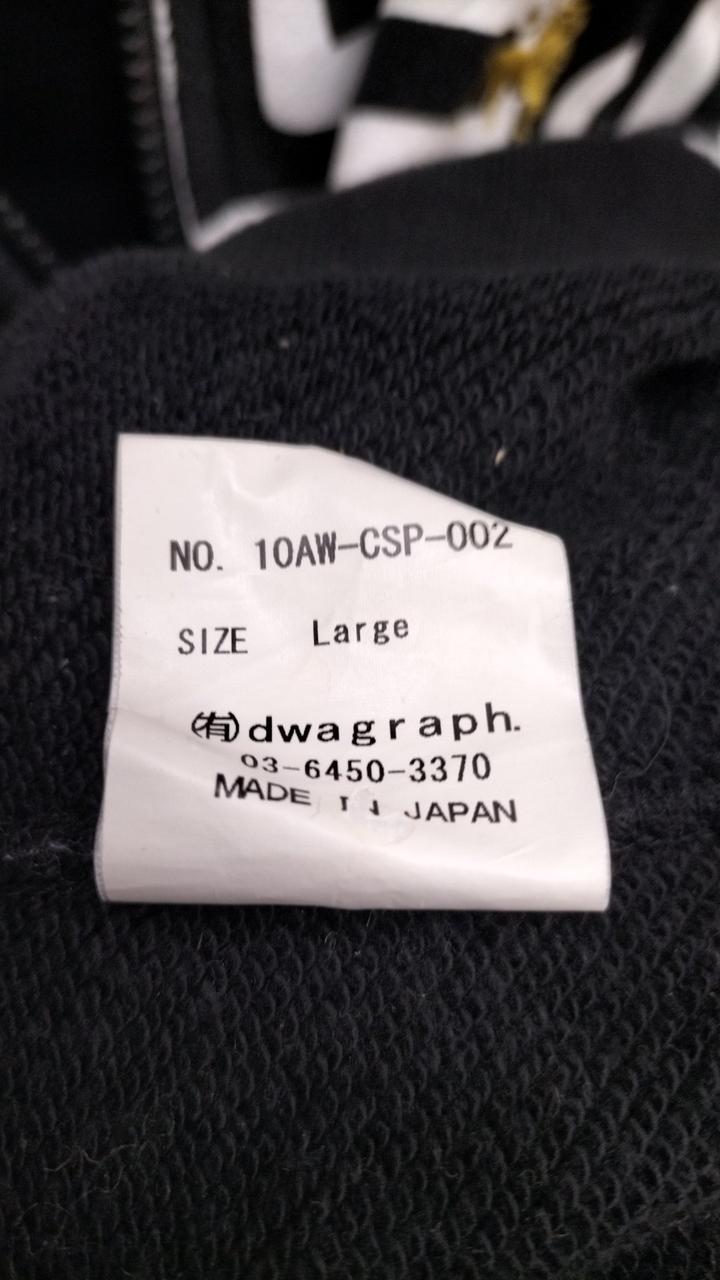 NO. 10AW-CSP-002
SIZE Large
㈲dwagraph.
03-6450-3370
MADE IN JAPAN